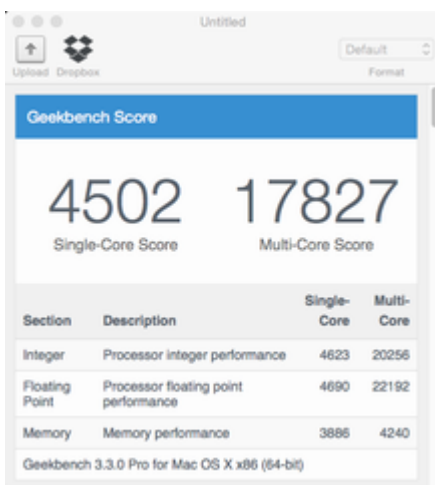 Untitled
Upload Dropbox
Default
Format
Geekbench Score
4502 17827
Single-Core Score Multi-Core Score
Section Description Single-Core Multi-Core
Integer Processor integer performance 4623 20256
Floating Point Processor floating point performance 4690 22192
Memory Memory performance 3886 4240
Geekbench 3.3.0 Pro for Mac OS X x86 (64-bit)